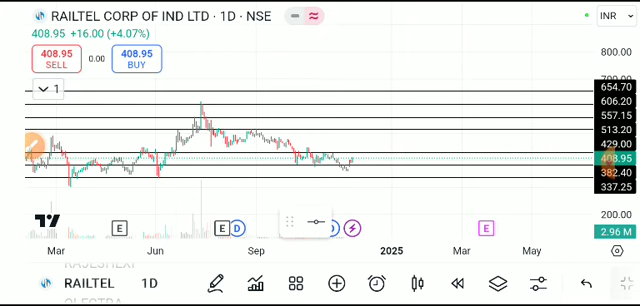 RAILTEL CORP OF IND LTD · 1D · NSE
INR
408.95 +16.00 (+4.07%)
408.95 SELL
0.00
408.95 BUY
1
800.00
654.70
606.20
557.15
513.20
429.00
408.95
382.40
337.25
200.00
2.96 M
E
E
D
E
Mar
Jun
Sep
2025
Mar
May
RAILTEL
1D